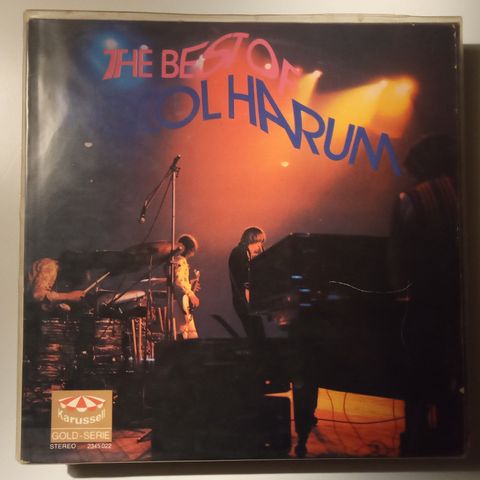 THE BEST OF
OL HARUM
Karussell
GOLD-SERIE
STEREO 2345 022